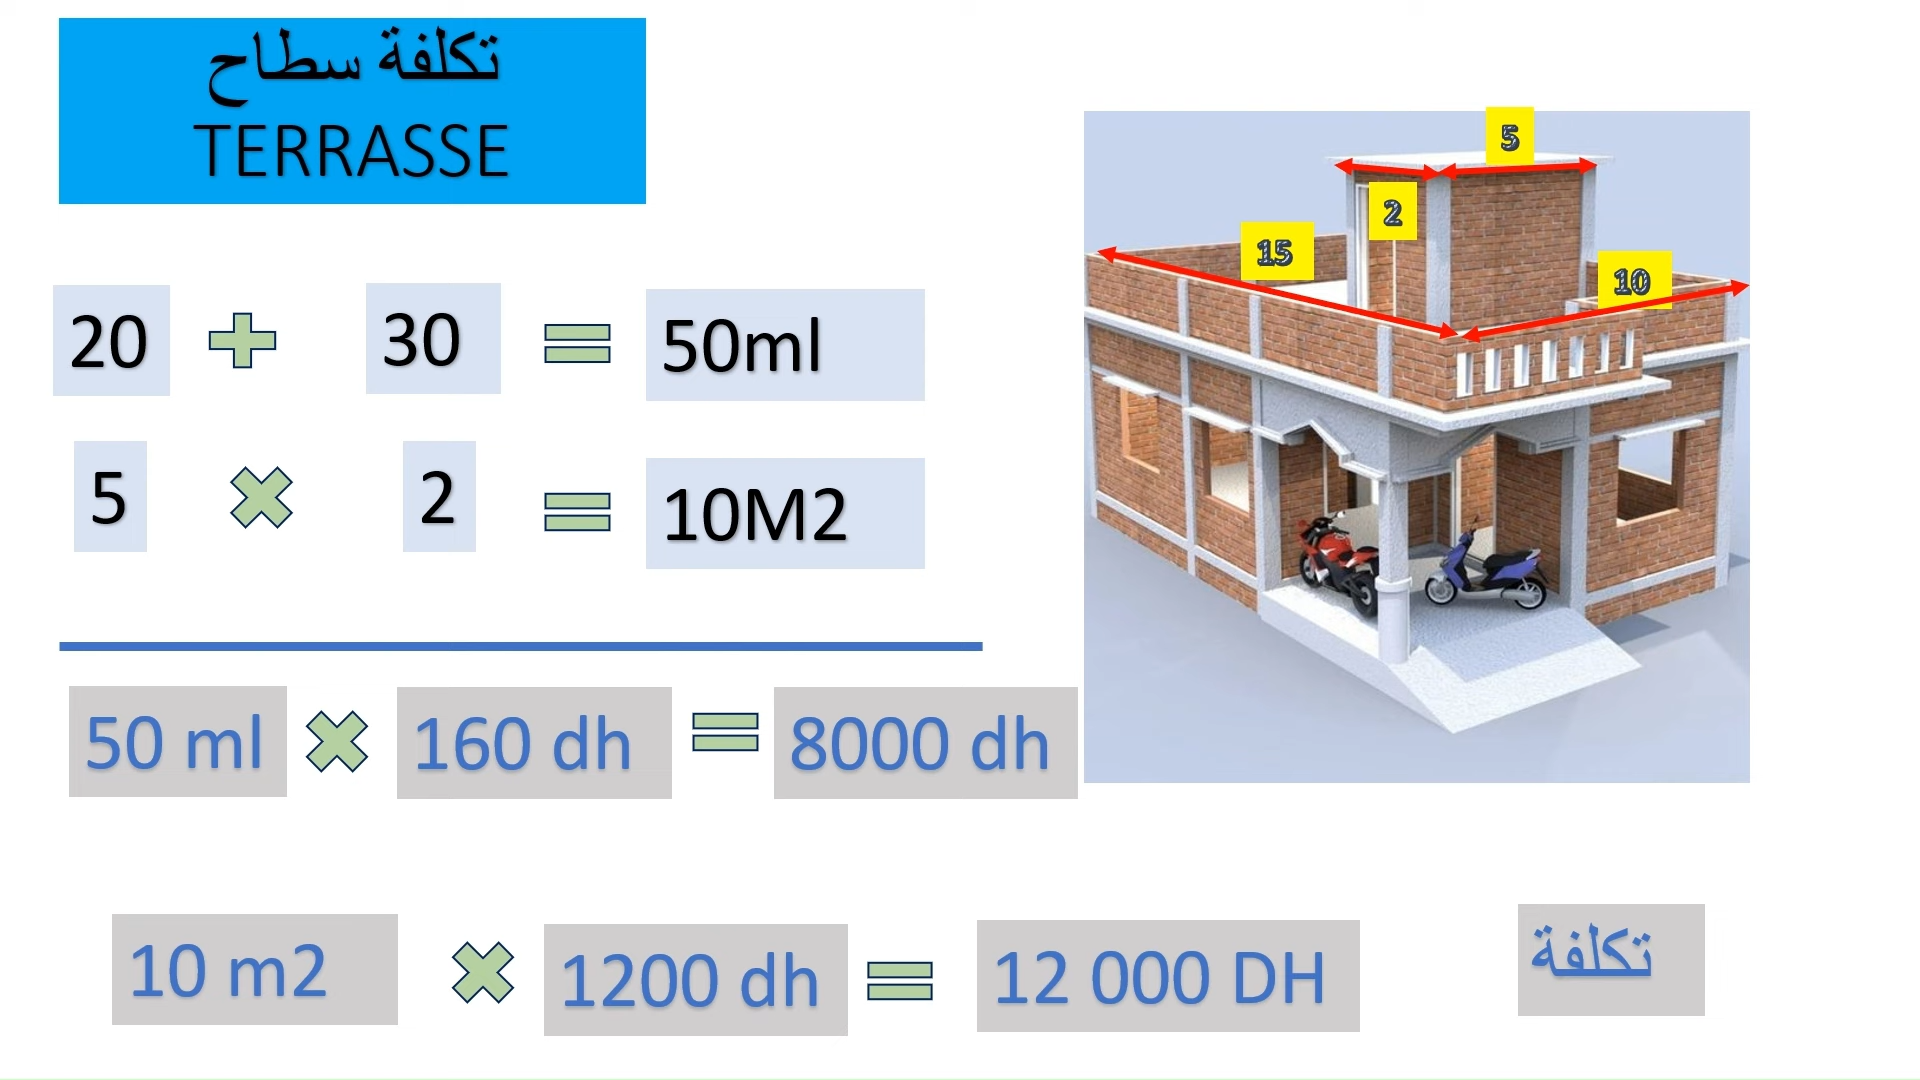 تكلفة سطاح
TERRASSE
20 + 30 = 50ml
5 × 2 = 10M2
50 ml × 160 dh = 8000 dh
10 m2 × 1200 dh = 12 000 DH
تكلفة
5
2
15
10